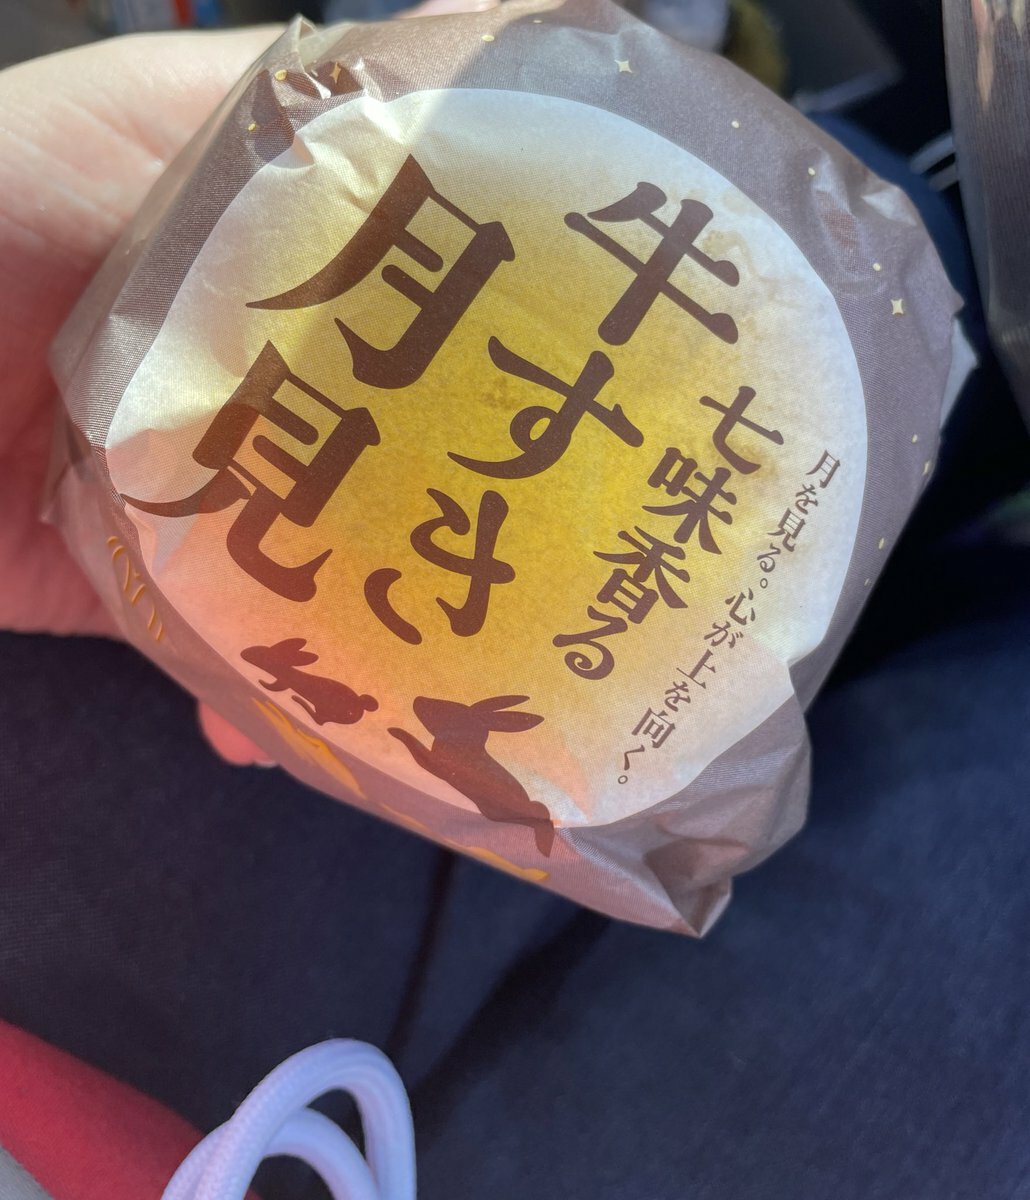 月を見る。心が上を向く。
七味香る
牛すき
月見